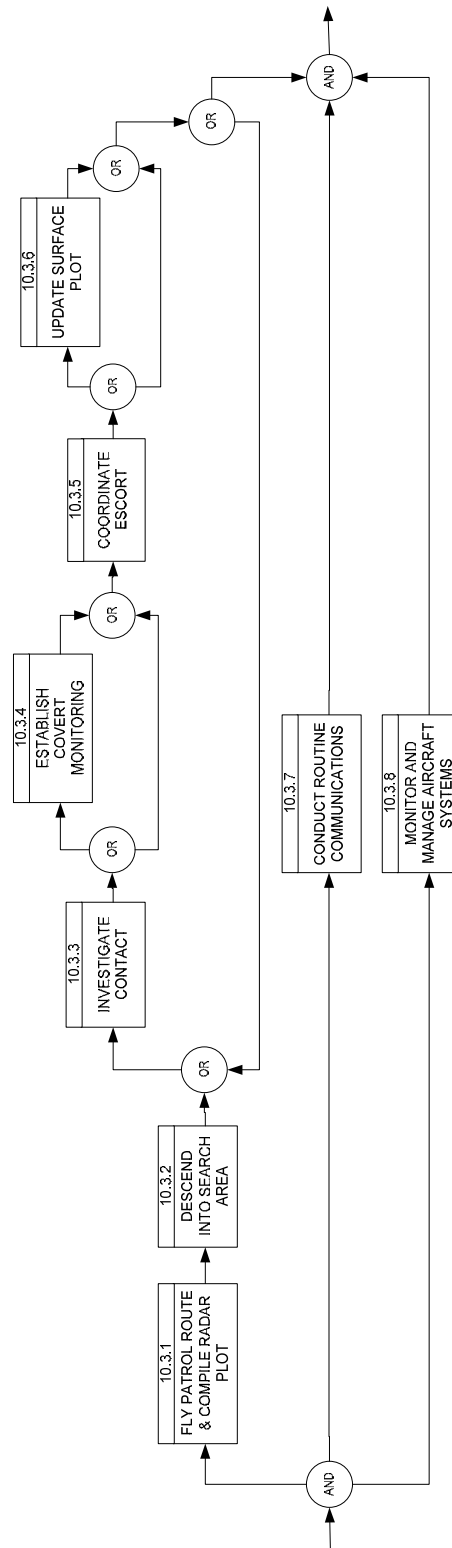 AND
10.3.1
FLY PATROL ROUTE
& COMPILE RADAR
PLOT
10.3.2
DESCEND
INTO SEARCH
AREA
OR
10.3.3
INVESTIGATE
CONTACT
OR
10.3.4
ESTABLISH
COVERT
MONITORING
OR
10.3.5
COORDINATE
ESCORT
OR
10.3.6
UPDATE SURFACE
PLOT
OR
OR
10.3.7
CONDUCT ROUTINE
COMMUNICATIONS
10.3.8
MONITOR AND
MANAGE AIRCRAFT
SYSTEMS
AND